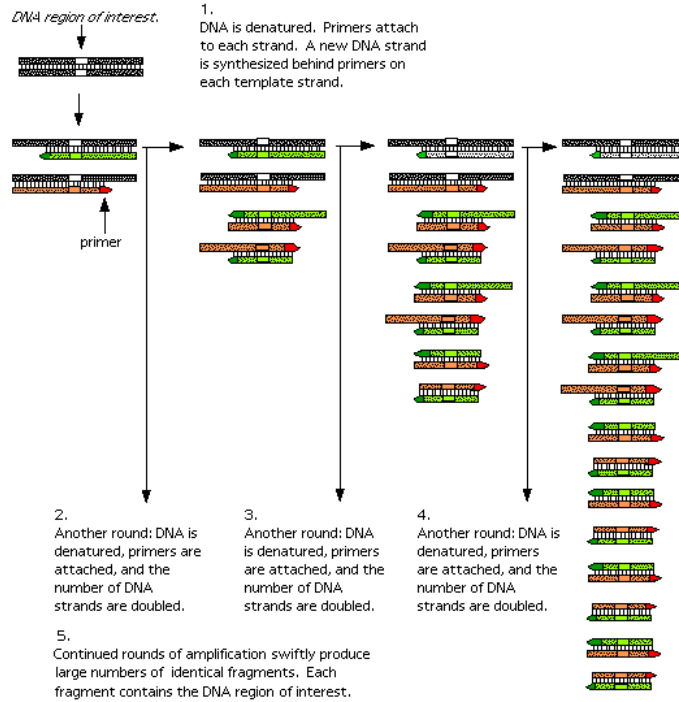 DNA region of interest.
1.
DNA is denatured. Primers attach
to each strand. A new DNA strand
is synthesized behind primers on
each template strand.
primer
2.
Another round: DNA is
denatured, primers are
attached, and the
number of DNA
strands are doubled.
3.
Another round: DNA
is denatured, primers
are attached, and the
number of DNA
strands are doubled.
4.
Another round: DNA is
denatured, primers
are attached, and the
number of DNA
strands are doubled.
5.
Continued rounds of amplification swiftly produce
large numbers of identical fragments. Each
fragment contains the DNA region of interest.